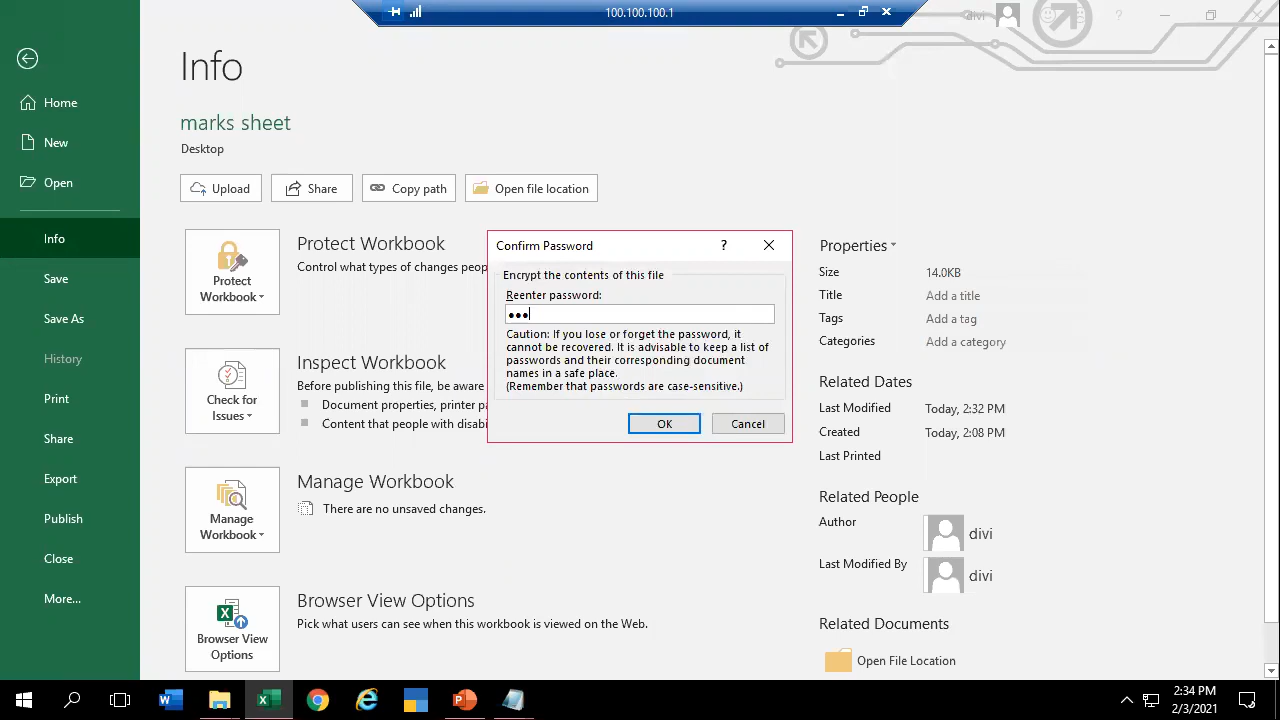 100.100.100.1
divi
?
Info
marks sheet
Desktop
Upload
Share
Copy path
Open file location
Home
New
Open
Info
Save
Save As
History
Print
Share
Export
Publish
Close
More...
Protect Workbook
Protect Workbook
Control what types of changes peop
Check for Issues
Inspect Workbook
Before publishing this file, be aware
Document properties, printer pa
Content that people with disabi
Manage Workbook
Manage Workbook
There are no unsaved changes.
Browser View Options
Browser View Options
Pick what users can see when this workbook is viewed on the Web.
Confirm Password
?
Encrypt the contents of this file
Reenter password:
●●●
Caution: If you lose or forget the password, it
cannot be recovered. It is advisable to keep a list of
passwords and their corresponding document
names in a safe place.
(Remember that passwords are case-sensitive.)
OK
Cancel
Properties
Size 14.0KB
Title Add a title
Tags Add a tag
Categories Add a category
Related Dates
Last Modified Today, 2:32 PM
Created Today, 2:08 PM
Last Printed
Related People
Author divi
Last Modified By divi
Related Documents
Open File Location
2:34 PM
2/3/2021